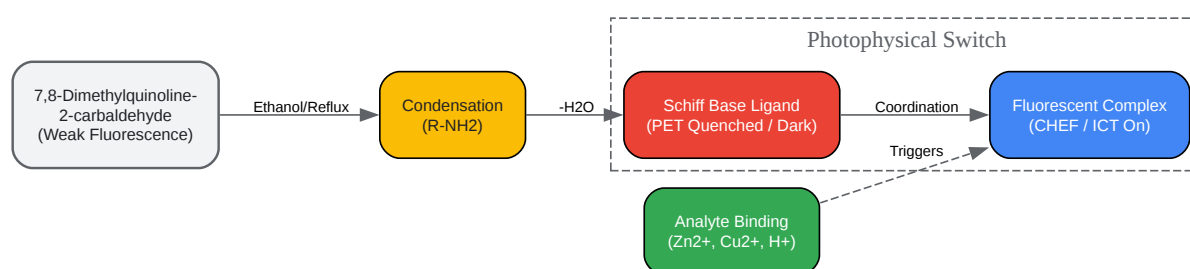 Photophysical Switch
7,8-Dimethylquinoline-
2-carbaldehyde
(Weak Fluorescence)
Ethanol/Reflux
Condensation
(R-NH2)
-H2O
Schiff Base Ligand
(PET Quenched / Dark)
Coordination
Fluorescent Complex
(CHEF / ICT On)
Triggers
Analyte Binding
(Zn2+, Cu2+, H+)